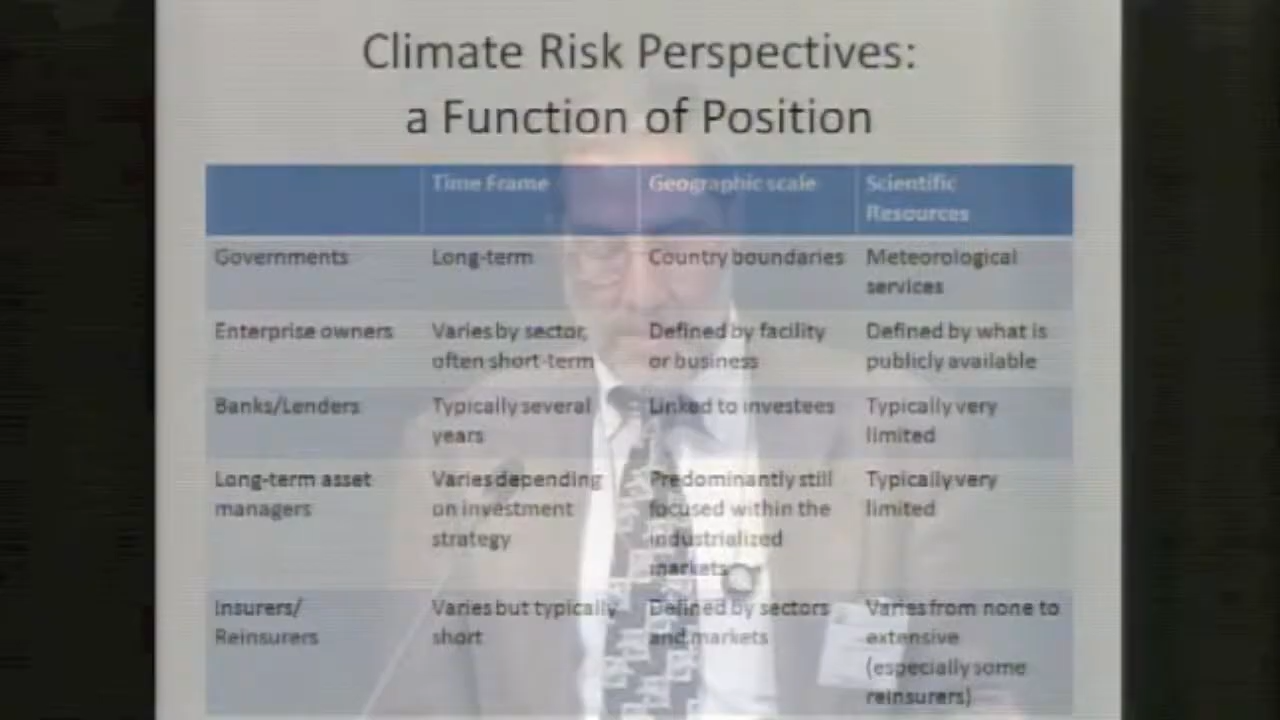 Climate Risk Perspectives:
a Function of Position
Time Frame
Geographic scale
Scientific
Resources
Governments
Long-term
Country boundaries
Meteorological
services
Enterprise owners
Varies by sector,
often short-term
Defined by facility
or business
Defined by what is
publicly available
Banks/Lenders
Typically several
years
Linked to investees
Typically very
limited
Long-term asset
managers
Varies depending
on investment
strategy
Predominantly still
focused within the
industrialized
markets
Typically very
limited
Insurers/
Reinsurers
Varies but typically
short
Defined by sectors
and markets
Varies from none to
extensive
(especially some
reinsurers)